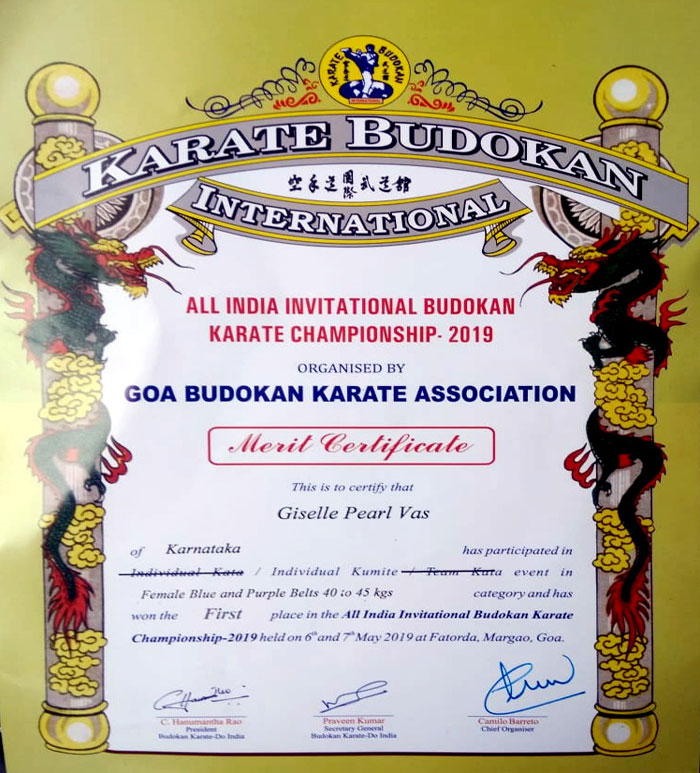 KARATE BUDOKAN
INTERNATIONAL
KARATE BUDOKAN
空手道国際武道館
INTERNATIONAL
ALL INDIA INVITATIONAL BUDOKAN
KARATE CHAMPIONSHIP- 2019
ORGANISED BY
GOA BUDOKAN KARATE ASSOCIATION
Merit Certificate
This is to certify that
Giselle Pearl Vas
of Karnataka has participated in
Individual Kata / Individual Kumite / Team Kata event in
Female Blue and Purple Belts 40 to 45 kgs category and has
won the First place in the All India Invitational Budokan Karate
Championship-2019 held on 6th and 7th May 2019 at Fatorda, Margao, Goa.
C. Hanumantha Rao
President
Budokan Karate-Do India
Praveen Kumar
Secretary General
Budokan Karate-Do India
Camilo Barreto
Chief Organiser